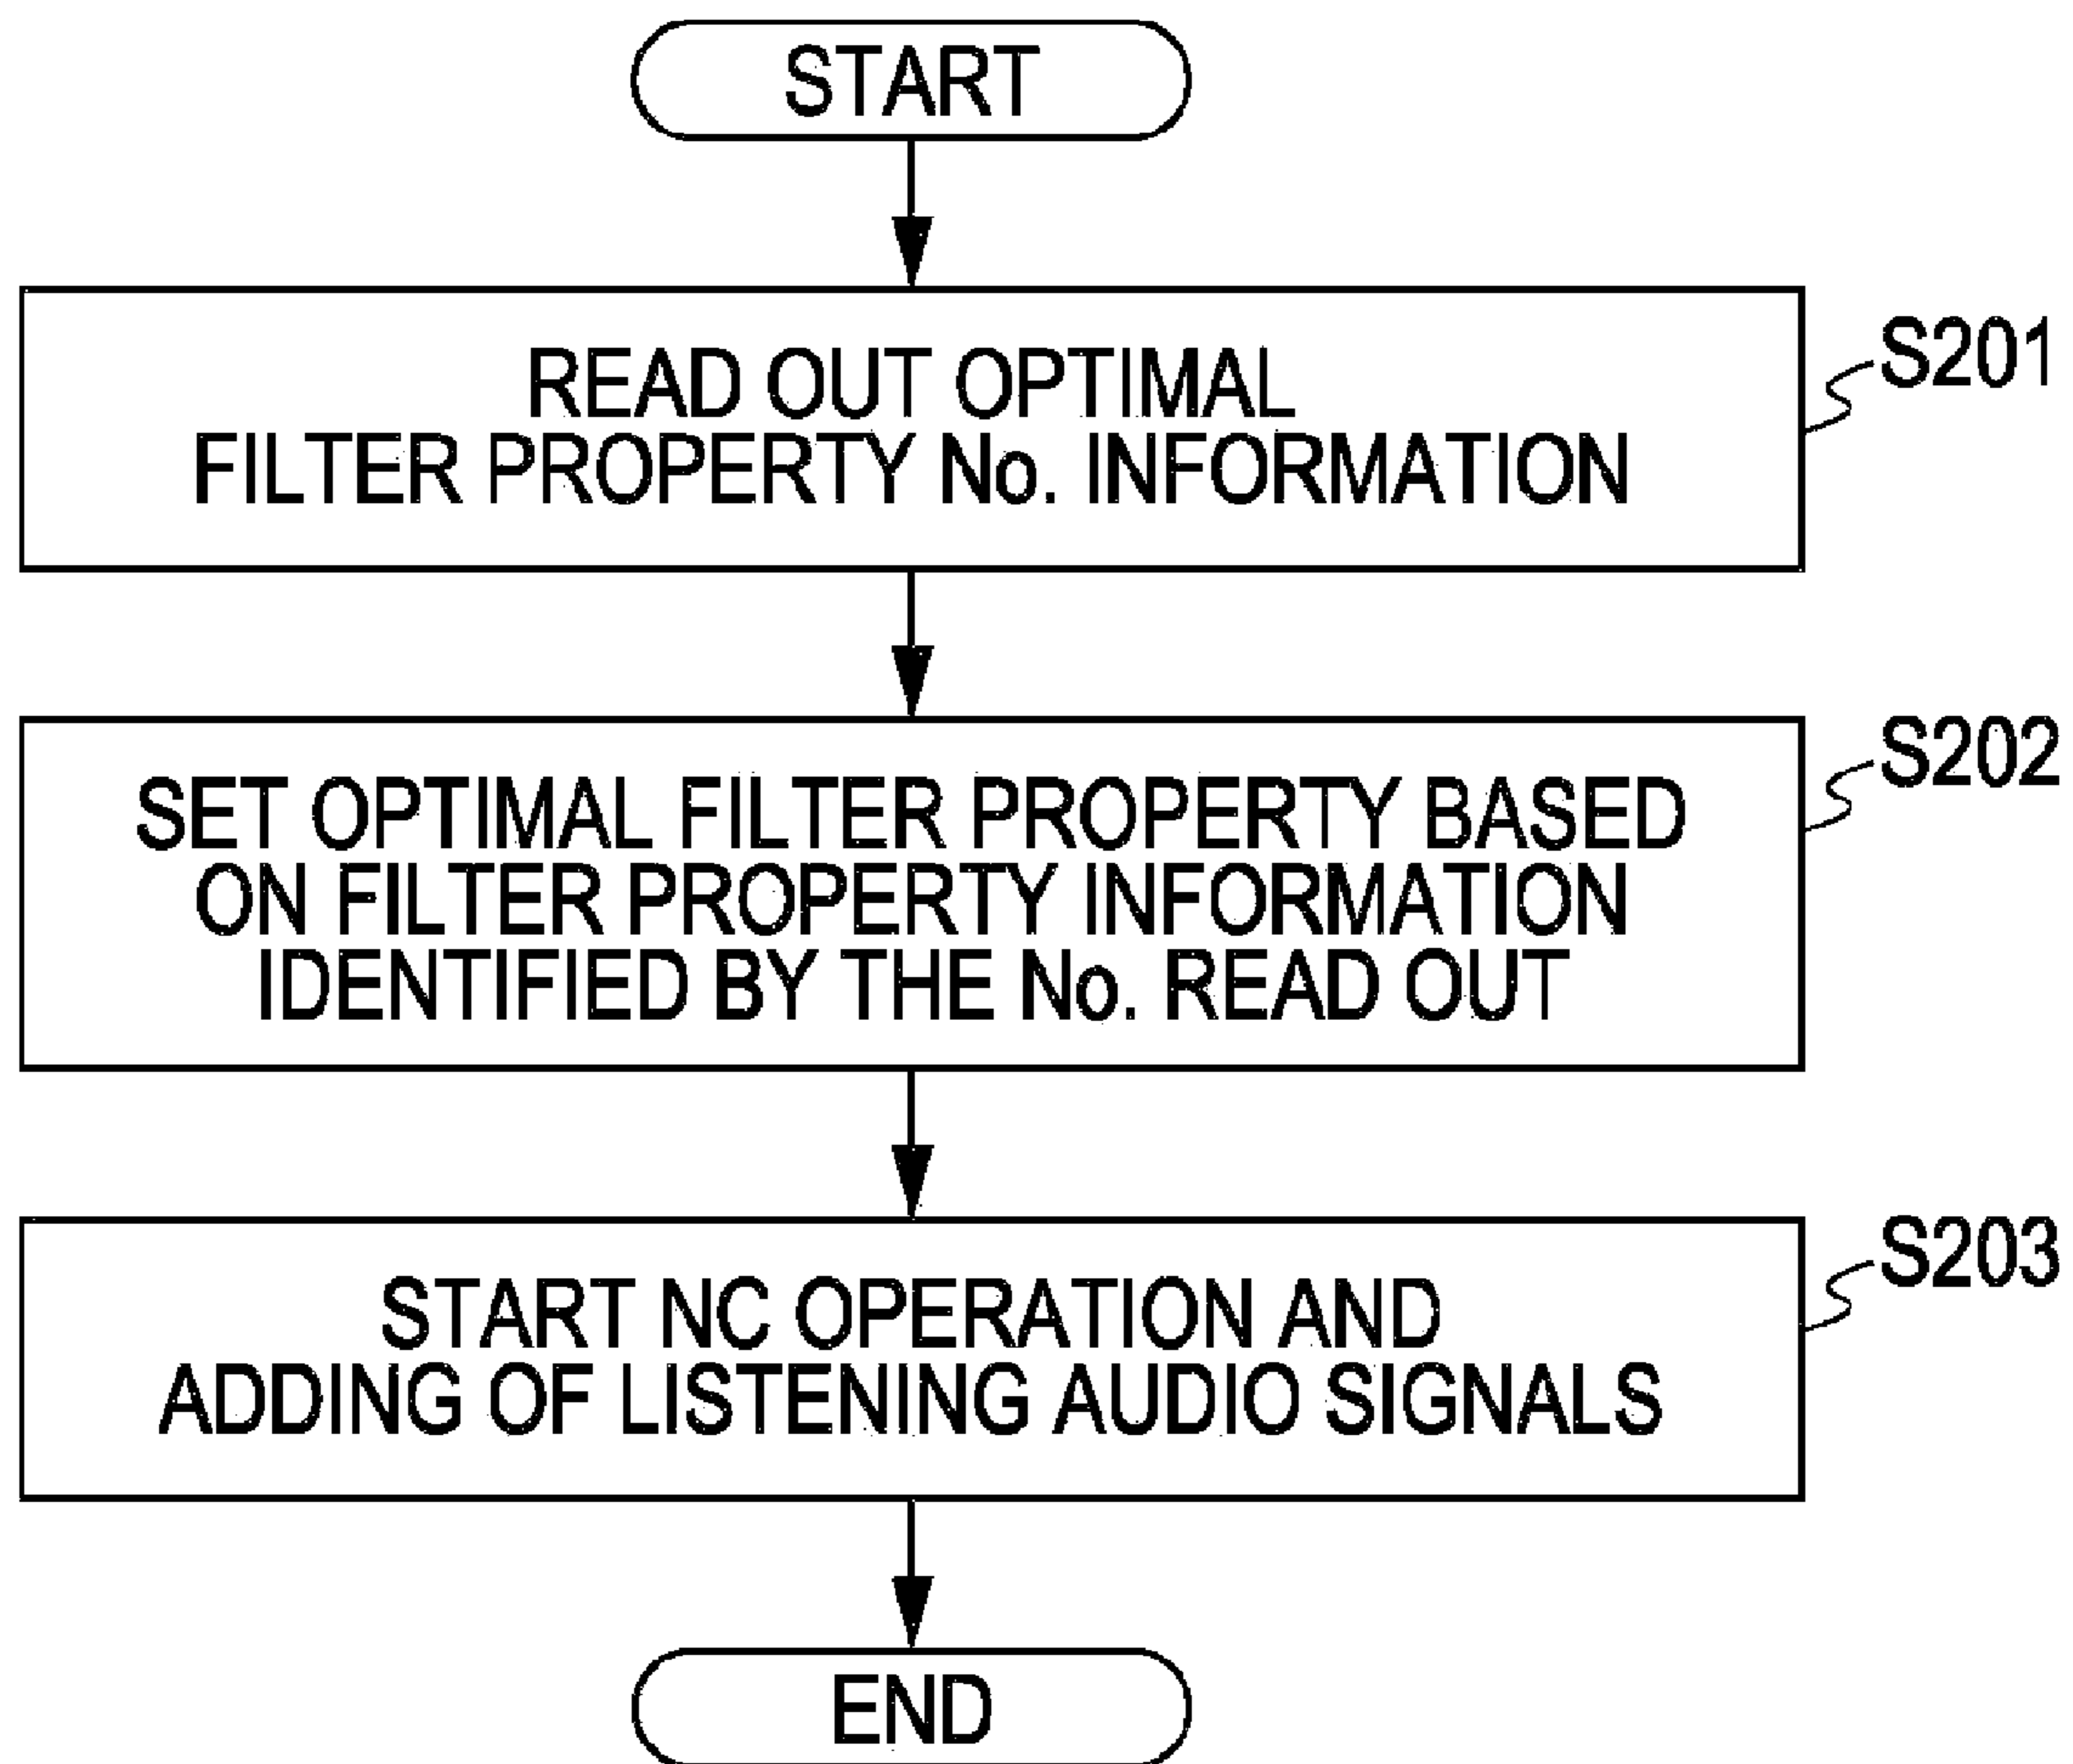 START
READ OUT OPTIMAL
FILTER PROPERTY No. INFORMATION
S201
SET OPTIMAL FILTER PROPERTY BASED
ON FILTER PROPERTY INFORMATION
IDENTIFIED BY THE No. READ OUT
S202
START NC OPERATION AND
ADDING OF LISTENING AUDIO SIGNALS
S203
END